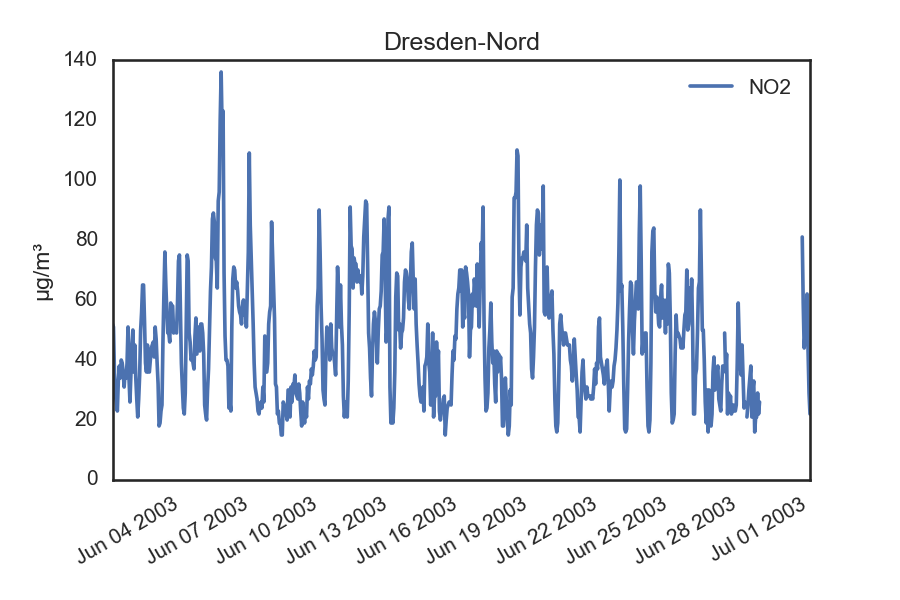 Dresden-Nord
NO2
µg/m³
140
120
100
80
60
40
20
0
Jun 04 2003
Jun 07 2003
Jun 10 2003
Jun 13 2003
Jun 16 2003
Jun 19 2003
Jun 22 2003
Jun 25 2003
Jun 28 2003
Jul 01 2003